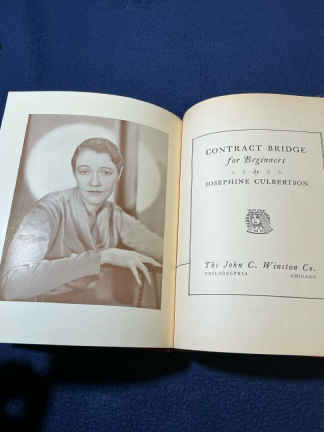 CONTRACT BRIDGE
for Beginners
by
JOSEPHINE CULBERTSON
The John C. Winston Co.
PHILADELPHIA CHICAGO